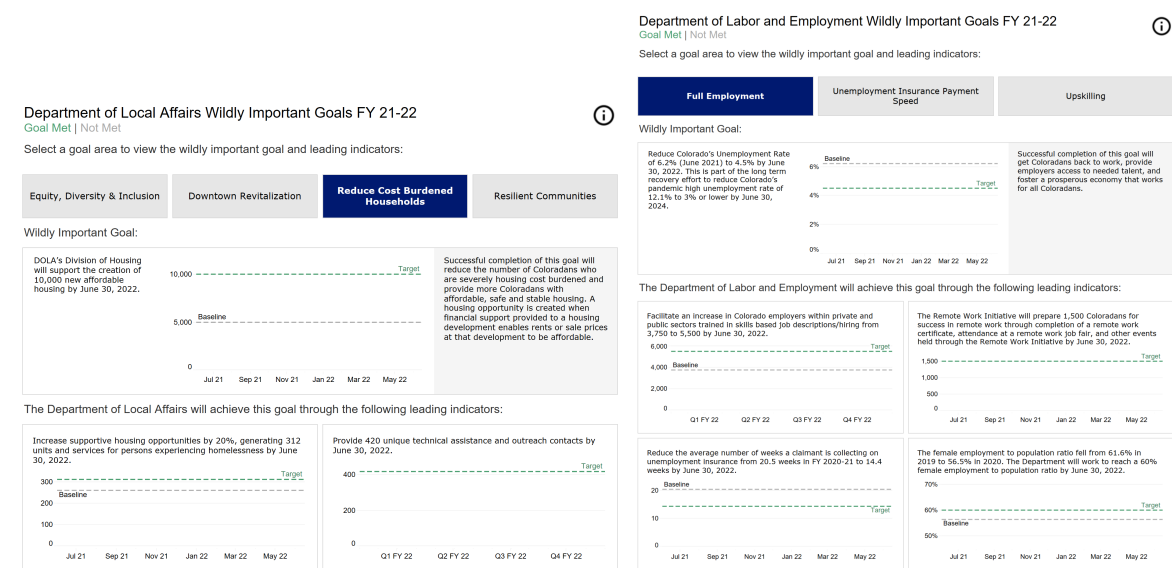 Department of Local Affairs Wildly Important Goals FY 21-22
Goal Met | Not Met
Select a goal area to view the wildly important goal and leading indicators:
Equity, Diversity & Inclusion
Downtown Revitalization
Reduce Cost Burdened
Households
Resilient Communities
Wildly Important Goal:
DOLA's Division of Housing
will support the creation of
10,000 new affordable
housing by June 30, 2022.
10,000
5,000
0
Target
Baseline
Jul 21 Sep 21 Nov 21 Jan 22 Mar 22 May 22
Successful completion of this goal will
reduce the number of Coloradans who
are severely housing cost burdened and
provide more Coloradans with
affordable, safe and stable housing. A
housing opportunity is created when
financial support provided to a housing
development enables rents or sale prices
at that development to be affordable.
The Department of Local Affairs will achieve this goal through the following leading indicators:
Increase supportive housing opportunities by 20%, generating 312
units and services for persons experiencing homelessness by June
30, 2022.
Target
300
Baseline
200
100
0
Jul 21 Sep 21 Nov 21 Jan 22 Mar 22 May 22
Provide 420 unique technical assistance and outreach contacts by
June 30, 2022.
Target
400
200
0
Q1 FY 22 Q2 FY 22 Q3 FY 22 Q4 FY 22
Department of Labor and Employment Wildly Important Goals FY 21-22
Goal Met | Not Met
Select a goal area to view the wildly important goal and leading indicators:
Full Employment
Unemployment Insurance Payment
Speed
Upskilling
Wildly Important Goal:
Reduce Colorado's Unemployment Rate
of 6.2% (June 2021) to 4.5% by June
30, 2022. This is part of the long term
recovery effort to reduce Colorado's
pandemic high unemployment rate of
12.1% to 3% or lower by June 30,
2024.
Baseline
6%
Target
4%
2%
0%
Jul 21 Sep 21 Nov 21 Jan 22 Mar 22 May 22
Successful completion of this goal will
get Coloradans back to work, provide
employers access to needed talent, and
foster a prosperous economy that works
for all Coloradans.
The Department of Labor and Employment will achieve this goal through the following leading indicators:
Facilitate an increase in Colorado employers within private and
public sectors trained in skills based job descriptions/hiring from
3,750 to 5,500 by June 30, 2022.
6,000
Target
4,000
Baseline
2,000
0
Q1 FY 22 Q2 FY 22 Q3 FY 22 Q4 FY 22
The Remote Work Initiative will prepare 1,500 Coloradans for
success in remote work through completion of a remote work
certificate, attendance at a remote work job fair, and other events
held through the Remote Work Initiative by June 30, 2022.
Target
1,500
1,000
500
0
Jul 21 Sep 21 Nov 21 Jan 22 Mar 22 May 22
Reduce the average number of weeks a claimant is collecting on
unemployment insurance from 20.5 weeks in FY 2020-21 to 14.4
weeks by June 30, 2022.
Baseline
20
Target
10
0
Jul 21 Sep 21 Nov 21 Jan 22 Mar 22 May 22
The female employment to population ratio fell from 61.6% in
2019 to 56.5% in 2020. The Department will work to reach a 60%
female employment to population ratio by June 30, 2022.
70%
Target
60%
Baseline
50%
Jul 21 Sep 21 Nov 21 Jan 22 Mar 22 May 22